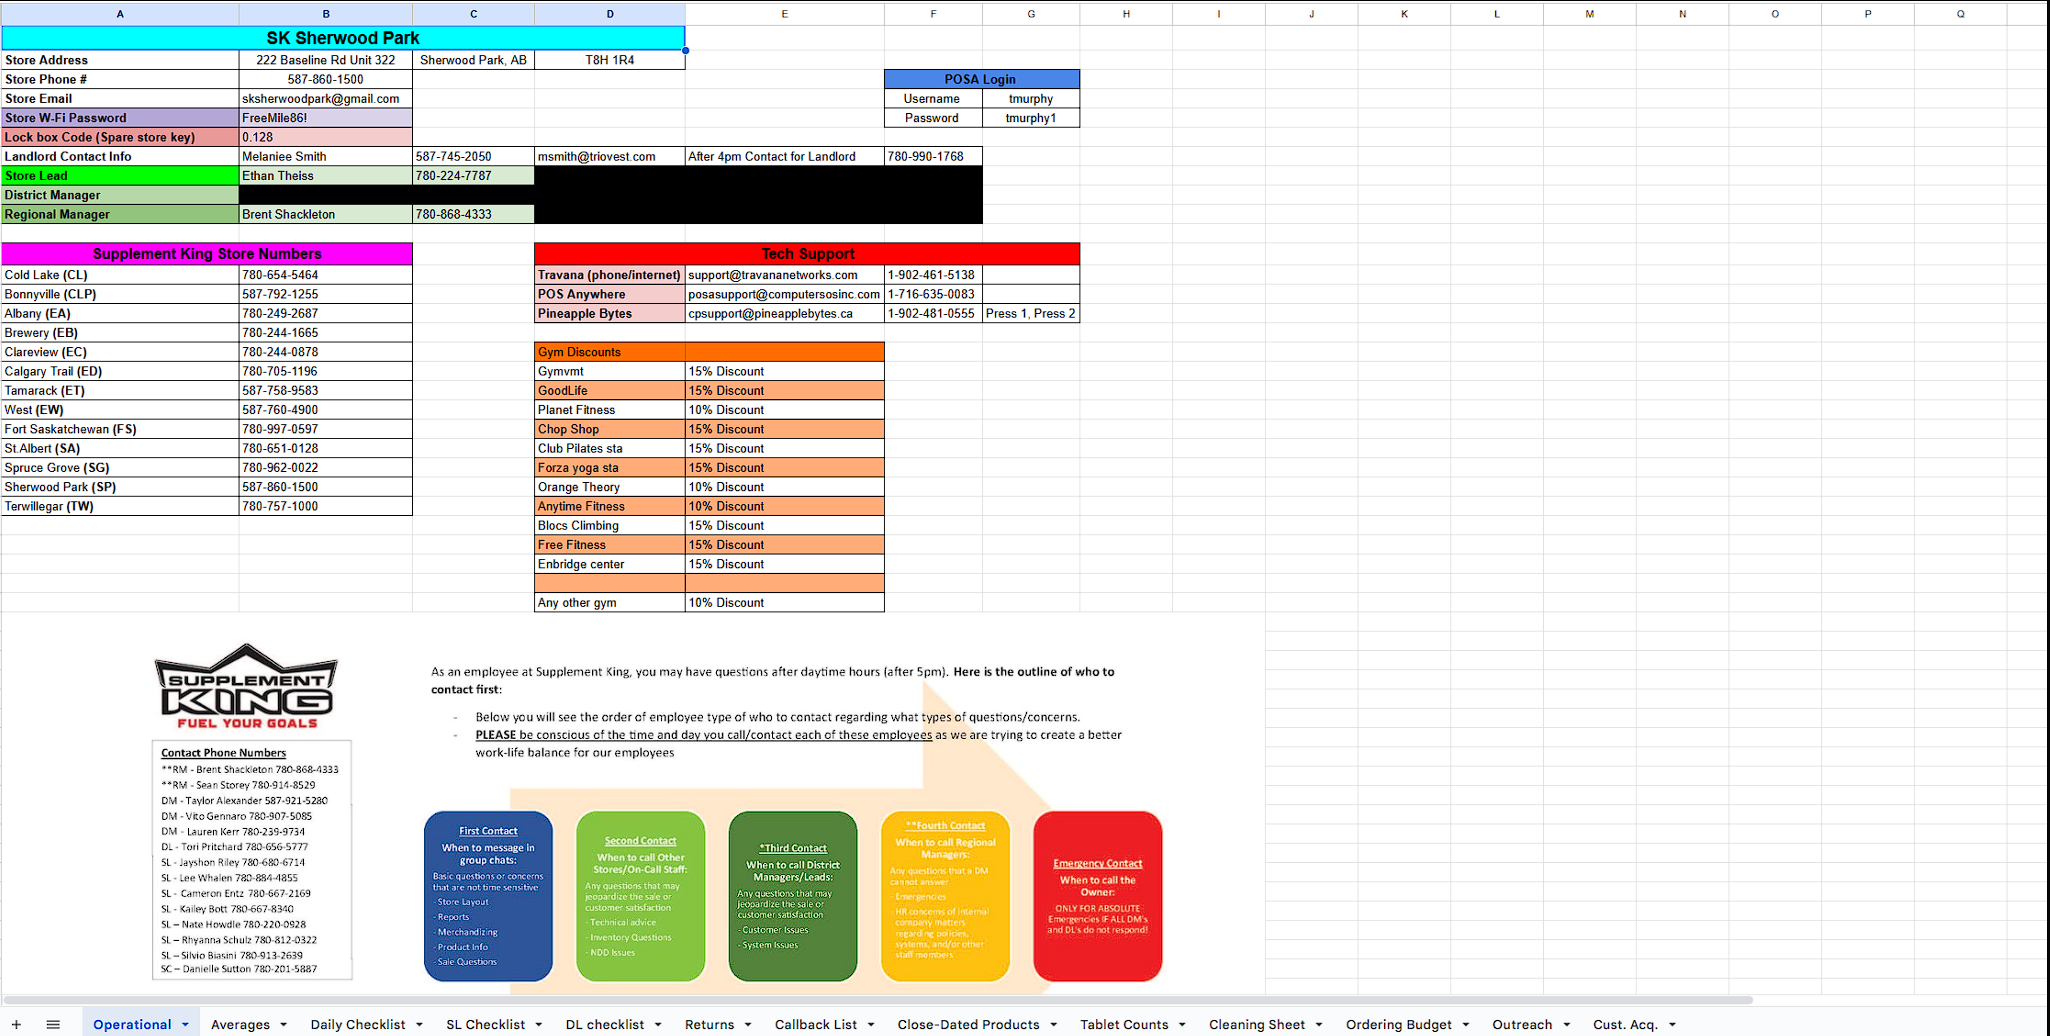 A B C D E F G H I J K L M N O P Q
SK Sherwood Park
Store Address 222 Baseline Rd Unit 322 Sherwood Park, AB T8H 1R4
Store Phone # 587-860-1500 POSA Login
Store Email sksherwoodpark@gmail.com Username tmurphy
Store W-Fi Password FreeMile86! Password tmurphy1
Lock box Code (Spare store key) 0.128
Landlord Contact Info Melaniee Smith 587-745-2050 msmith@triovest.com After 4pm Contact for Landlord 780-990-1768
Store Lead Ethan Theiss 780-224-7787
District Manager
Regional Manager Brent Shackleton 780-868-4333
Supplement King Store Numbers
Cold Lake (CL) 780-654-5464
Bonnyville (CLP) 587-792-1255
Albany (EA) 780-249-2687
Brewery (EB) 780-244-1665
Clareview (EC) 780-244-0878
Calgary Trail (ED) 780-705-1196
Tamarack (ET) 587-758-9583
West (EW) 587-760-4900
Fort Saskatchewan (FS) 780-997-0597
St.Albert (SA) 780-651-0128
Spruce Grove (SG) 780-962-0022
Sherwood Park (SP) 587-860-1500
Terwillegar (TW) 780-757-1000
Tech Support
Travana (phone/internet) support@travananetworks.com 1-902-461-5138
POS Anywhere posasupport@computersosinc.com 1-716-635-0083
Pineapple Bytes cpsupport@pineapplebytes.ca 1-902-481-0555 Press 1, Press 2
Gym Discounts
Gymvmt 15% Discount
GoodLife 15% Discount
Planet Fitness 10% Discount
Chop Shop 15% Discount
Club Pilates sta 15% Discount
Forza yoga sta 15% Discount
Orange Theory 10% Discount
Anytime Fitness 10% Discount
Blocs Climbing 15% Discount
Free Fitness 15% Discount
Enbridge center 15% Discount
Any other gym 10% Discount
SUPPLEMENT
KING
FUEL YOUR GOALS
Contact Phone Numbers
**RM - Brent Shackleton 780-868-4333
**RM - Sean Storey 780-914-8529
DM - Taylor Alexander 587-921-5280
DM - Vito Gennaro 780-907-5085
DM - Lauren Kerr 780-239-9734
DL - Tori Pritchard 780-656-5777
SL - Jayshon Riley 780-680-6714
SL - Lee Whalen 780-884-4855
SL - Cameron Entz 780-667-2169
SL - Kailey Bott 780-667-8340
SL – Nate Howdle 780-220-0928
SL – Rhyanna Schulz 780-812-0322
SL – Silvio Biasini 780-913-2639
SC – Danielle Sutton 780-201-5887
As an employee at Supplement King, you may have questions after daytime hours (after 5pm). Here is the outline of who to
contact first:
- Below you will see the order of employee type of who to contact regarding what types of questions/concerns.
- PLEASE be conscious of the time and day you call/contact each of these employees as we are trying to create a better
work-life balance for our employees
First Contact
When to message in
group chats:
Basic questions or concerns
that are not time sensitive
- Store Layout
- Reports
- Merchandizing
- Product Info
- Sale Questions
Second Contact
When to call Other
Stores/On-Call Staff:
Any questions that may
jeopardize the sale or
customer satisfaction
- Technical advice
- Inventory Questions
- NDD Issues
*Third Contact
When to call District
Managers/Leads:
Any questions that may
jeopardize the sale or
customer satisfaction
- Customer Issues
- System Issues
**Fourth Contact
When to call Regional
Managers:
Any questions that a DM
cannot answer
- Emergencies
- HR concerns of internal
company matters
regarding policies,
systems, and/or other
staff members
Emergency Contact
When to call the
Owner:
ONLY FOR ABSOLUTE
Emergencies IF ALL DM's
and DL's do not respond!
+ Operational Averages Daily Checklist SL Checklist DL checklist Returns Callback List Close-Dated Products Tablet Counts Cleaning Sheet Ordering Budget Outreach Cust. Acq.